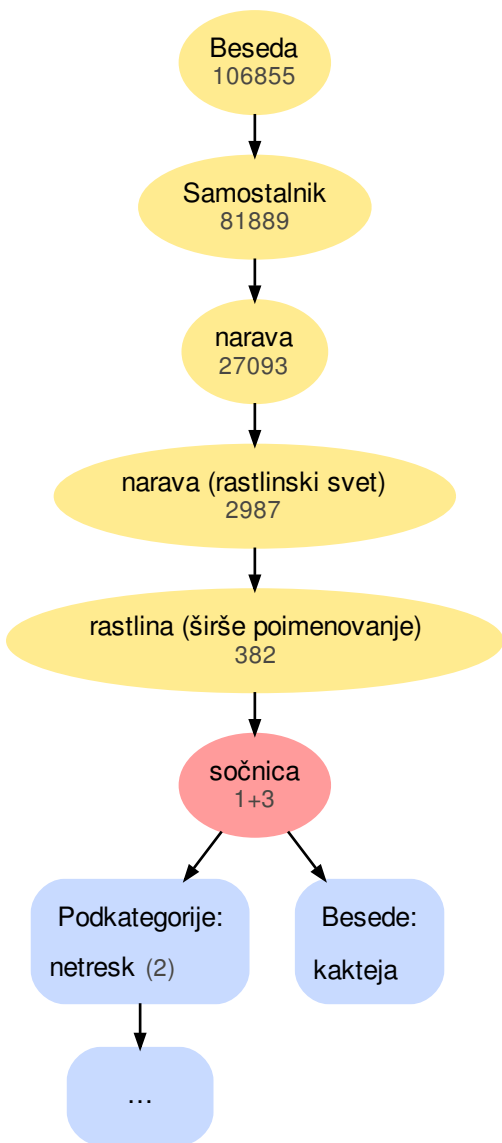 Beseda
106855
Samostalnik
81889
narava
27093
narava (rastlinski svet)
2987
rastlina (širše poimenovanje)
382
sočnica
1+3
Podkategorije:
netresk (2)
Besede:
kakteja
…